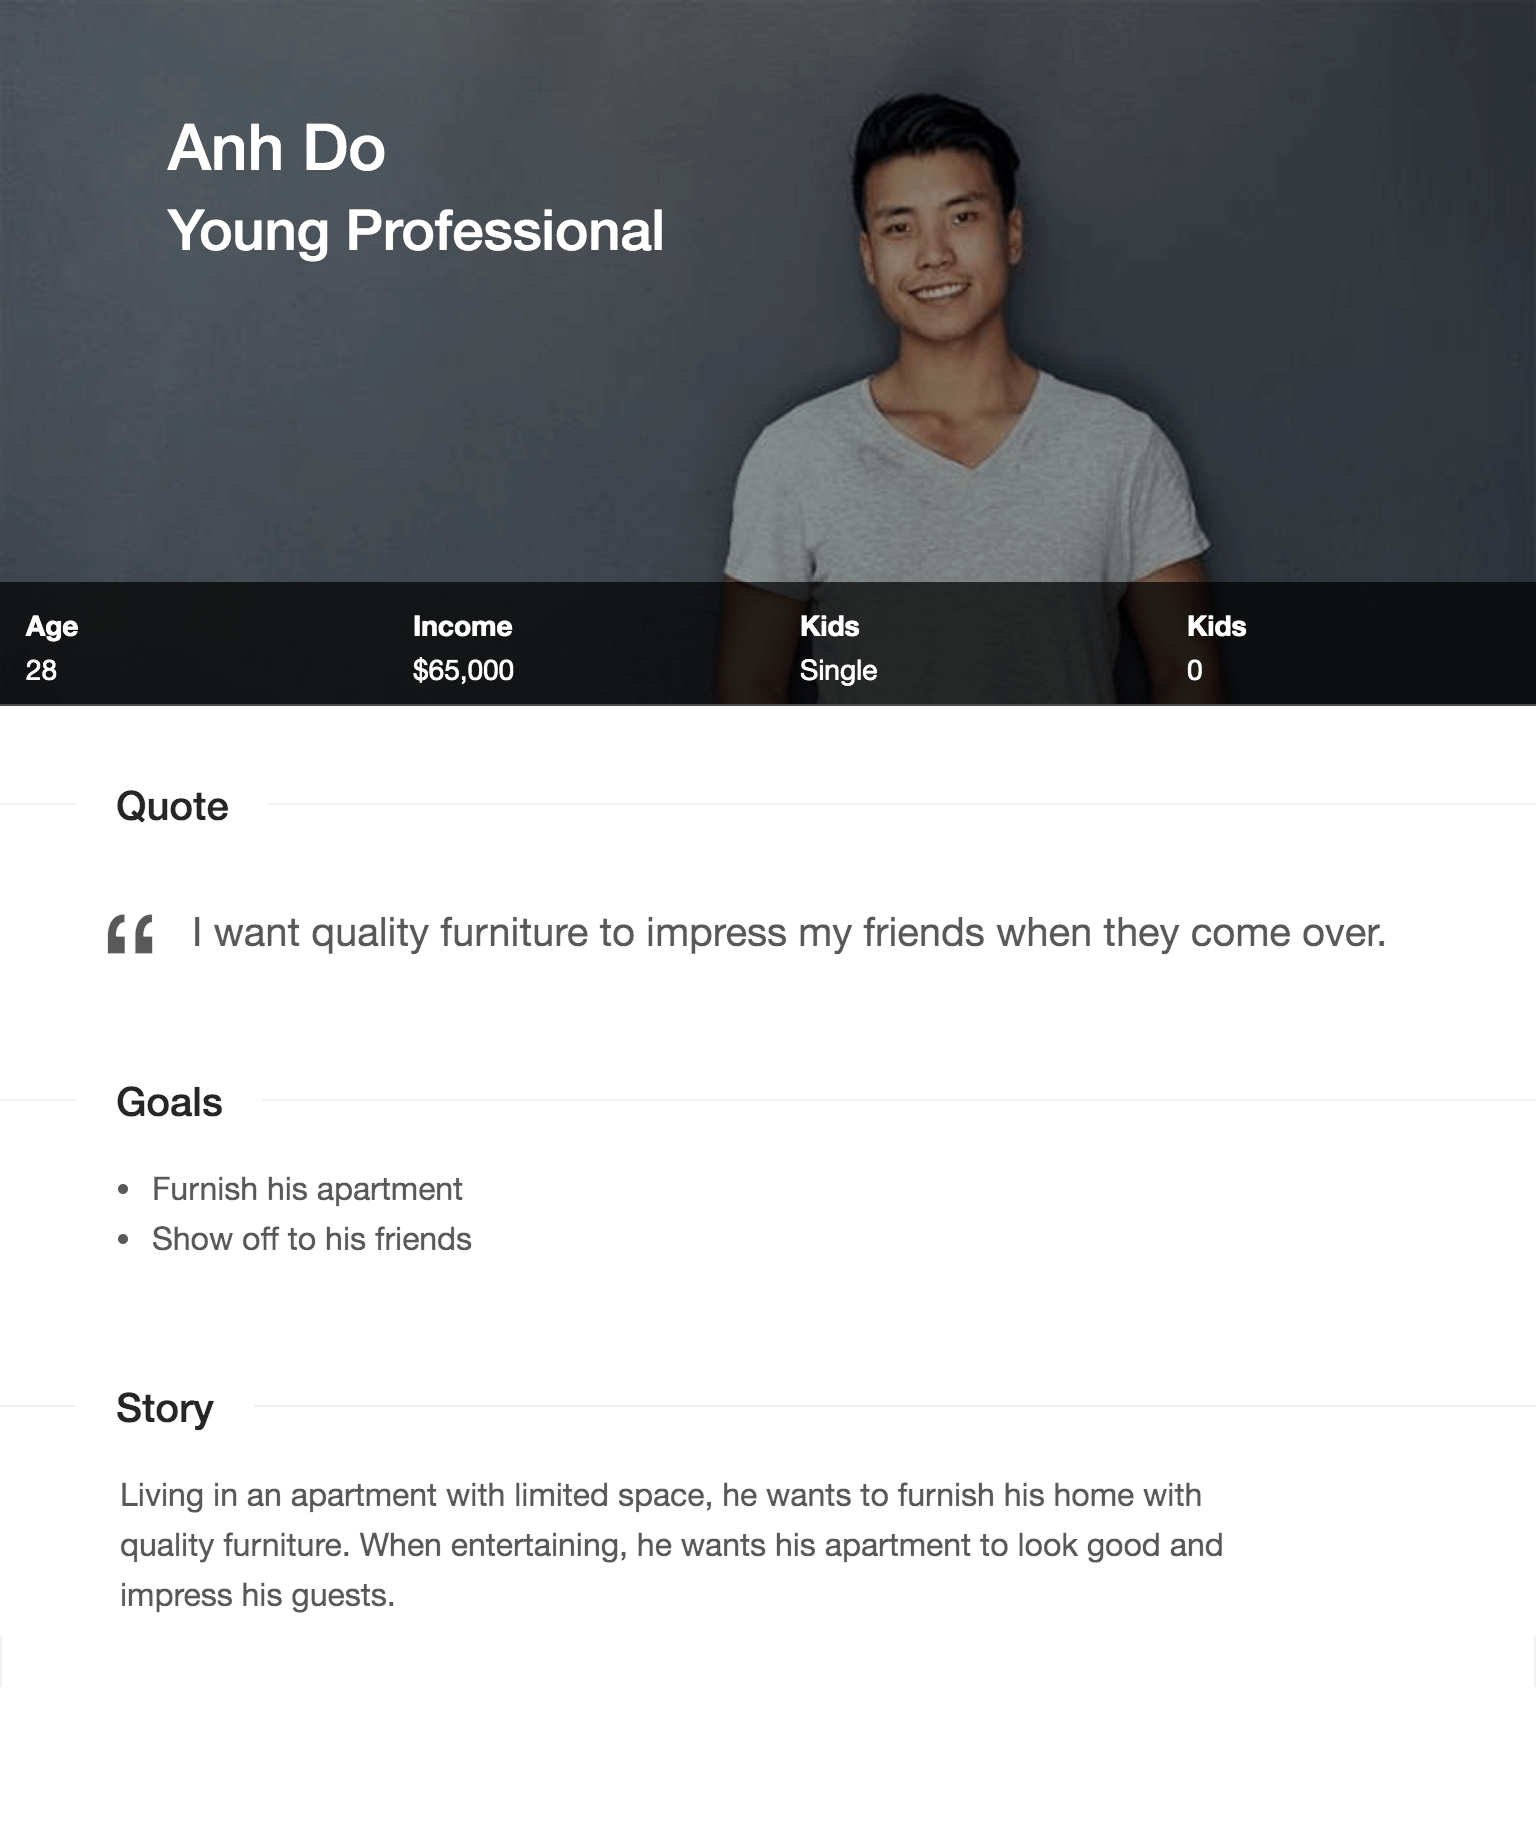 Anh Do
Young Professional
Age
28
Income
$65,000
Kids
Single
Kids
0
Quote
“ I want quality furniture to impress my friends when they come over.
Goals
• Furnish his apartment
• Show off to his friends
Story
Living in an apartment with limited space, he wants to furnish his home with
quality furniture. When entertaining, he wants his apartment to look good and
impress his guests.